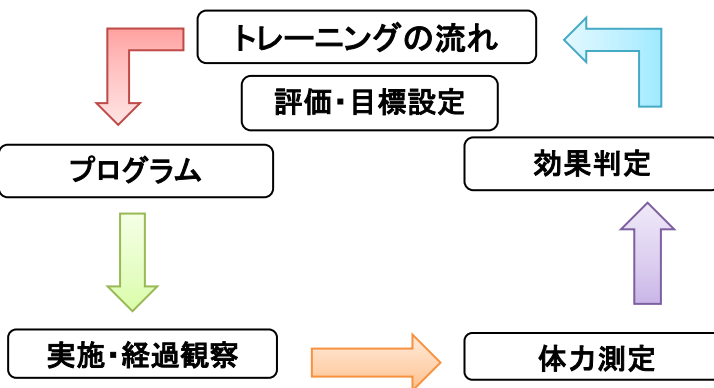 トレーニングの流れ
評価・目標設定
プログラム
効果判定
実施・経過観察
体力測定